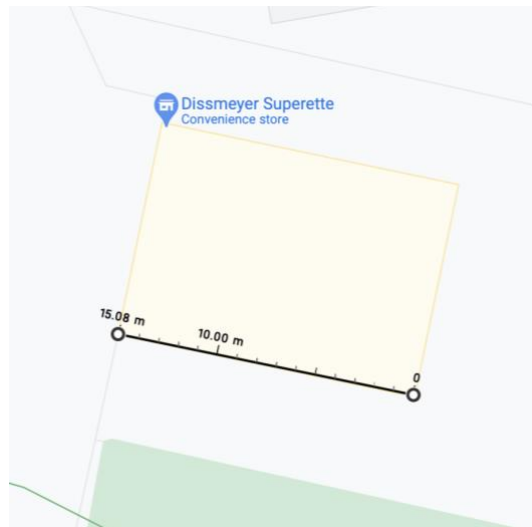 Dissmeyer Superette
Convenience store
15.08 m
10.00 m
0